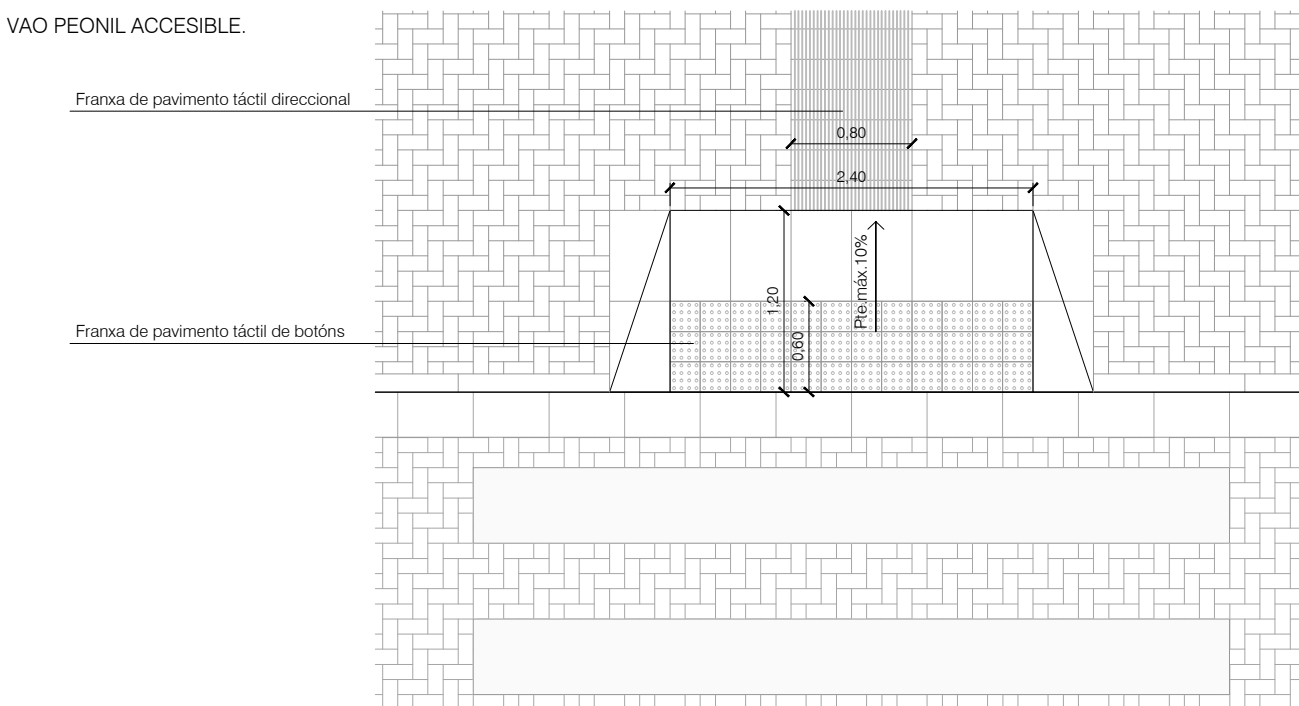 VAO PEONIL ACCESIBLE.
Franxa de pavimento táctil direccional
0,80
2,40
Pte.máx.10%
1,20
Franxa de pavimento táctil de botóns
0,60